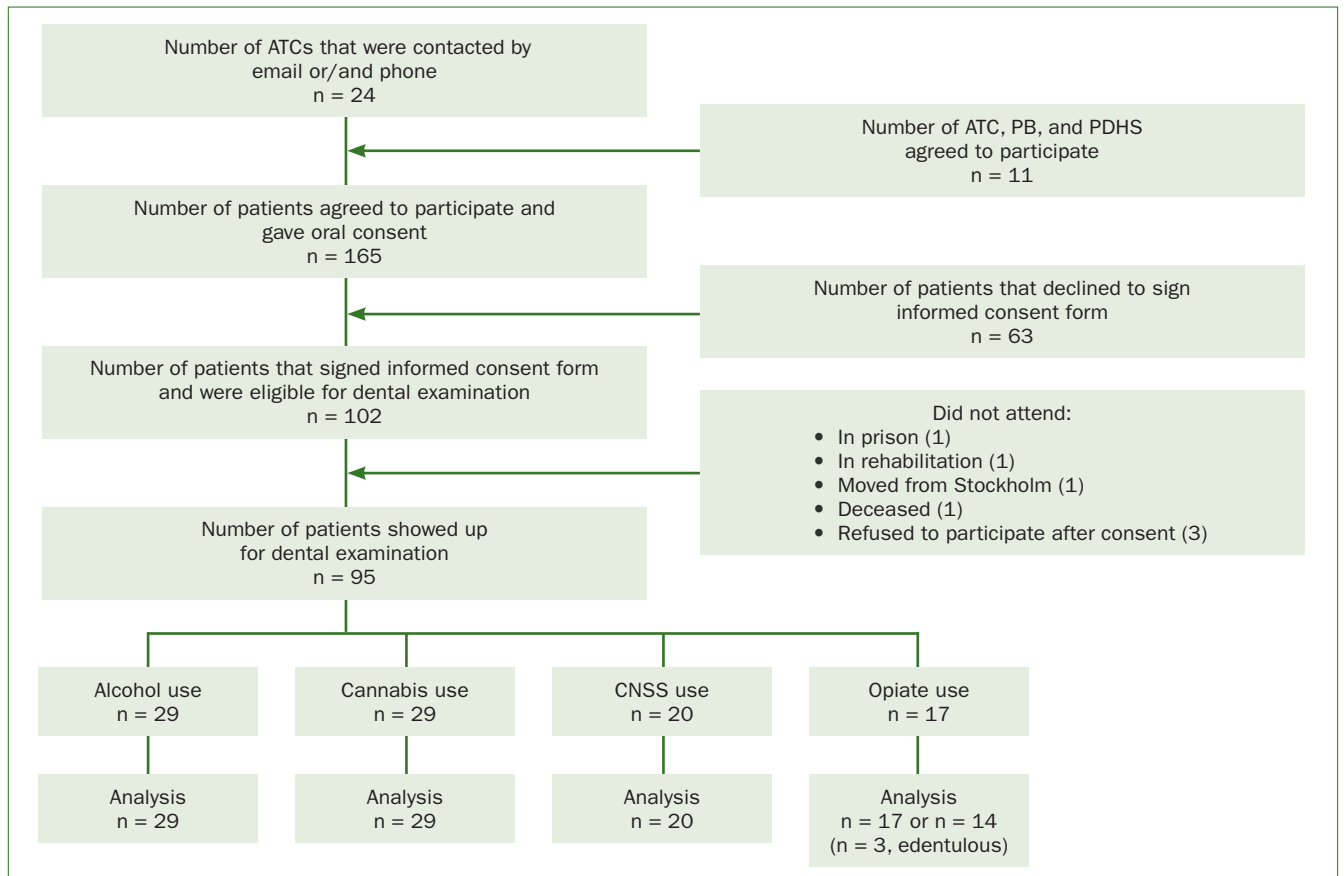 Number of ATCs that were contacted by
email or/and phone
n = 24
Number of ATC, PB, and PDHS
agreed to participate
n = 11
Number of patients agreed to participate and
gave oral consent
n = 165
Number of patients that declined to sign
informed consent form
n = 63
Number of patients that signed informed consent form
and were eligible for dental examination
n = 102
Did not attend:
• In prison (1)
• In rehabilitation (1)
• Moved from Stockholm (1)
• Deceased (1)
• Refused to participate after consent (3)
Number of patients showed up
for dental examination
n = 95
Alcohol use
n = 29
Cannabis use
n = 29
CNSS use
n = 20
Opiate use
n = 17
Analysis
n = 29
Analysis
n = 29
Analysis
n = 20
Analysis
n = 17 or n = 14
(n = 3, edentulous)